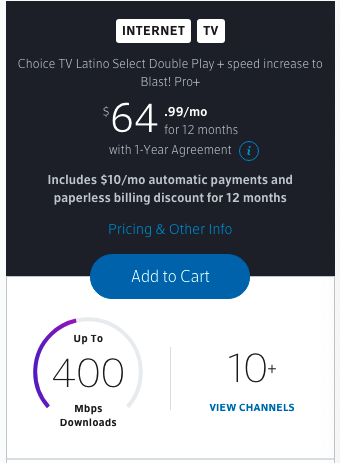 INTERNET TV
Choice TV Latino Select Double Play + speed increase to
Blast! Pro+
$64.99/mo
for 12 months
with 1-Year Agreement i
Includes $10/mo automatic payments and
paperless billing discount for 12 months
Pricing & Other Info
Add to Cart
Up To
400
Mbps
Downloads
10+
VIEW CHANNELS